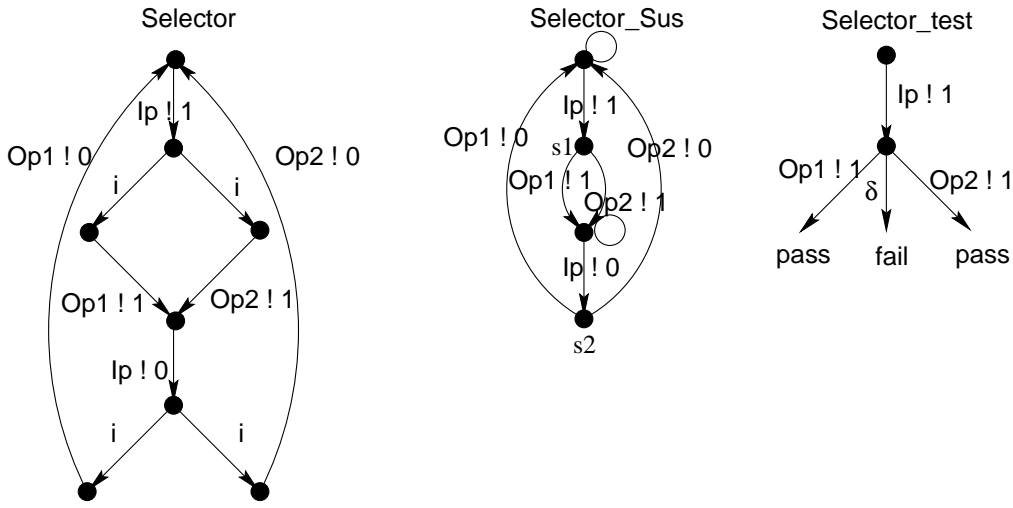 Selector
Ip ! 1
Op1 ! 0
Op2 ! 0
i
i
Op1 ! 1
Op2 ! 1
Ip ! 0
i
i
Selector_Sus
Ip ! 1
Op1 ! 0
s1
Op2 ! 0
Op1 ! 1
Op2 ! 1
Ip ! 0
s2
Selector_test
Ip ! 1
Op1 ! 1
δ
Op2 ! 1
pass
fail
pass